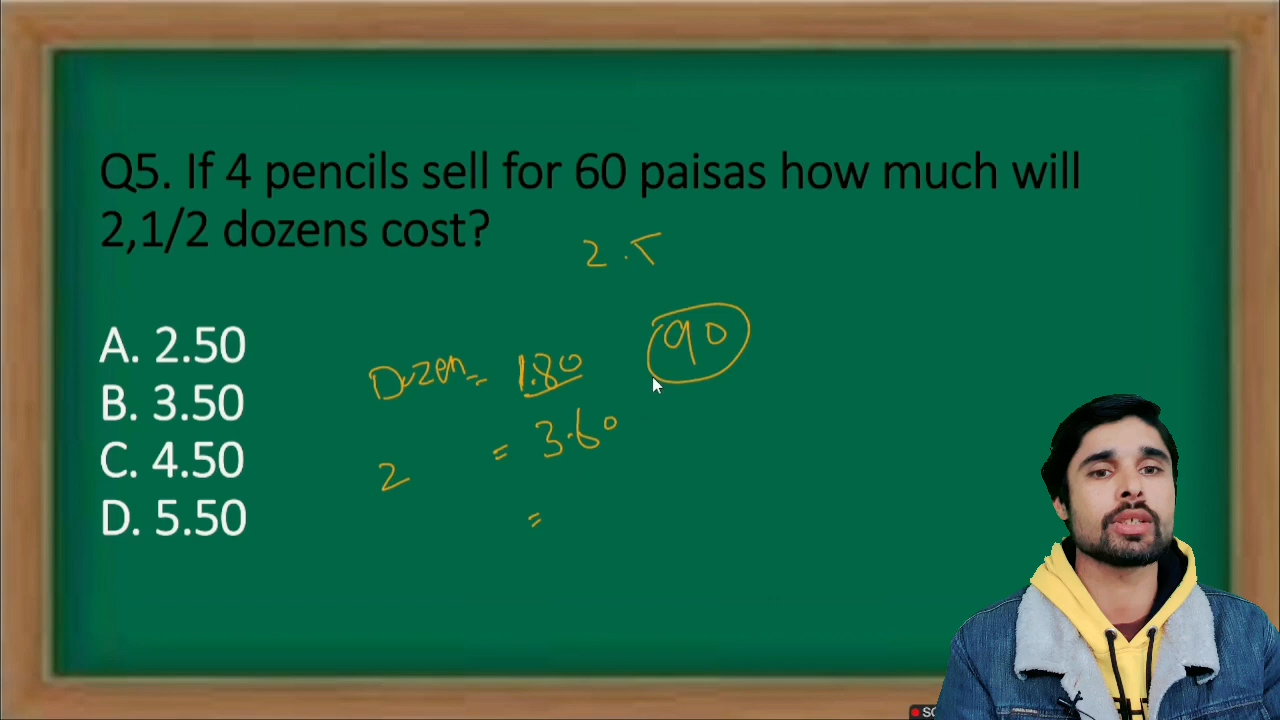 Q5. If 4 pencils sell for 60 paisas how much will
2,1/2 dozens cost?
2.5
A. 2.50
B. 3.50
C. 4.50
D. 5.50
90
Dozen = 1.80
2 = 3.60
=